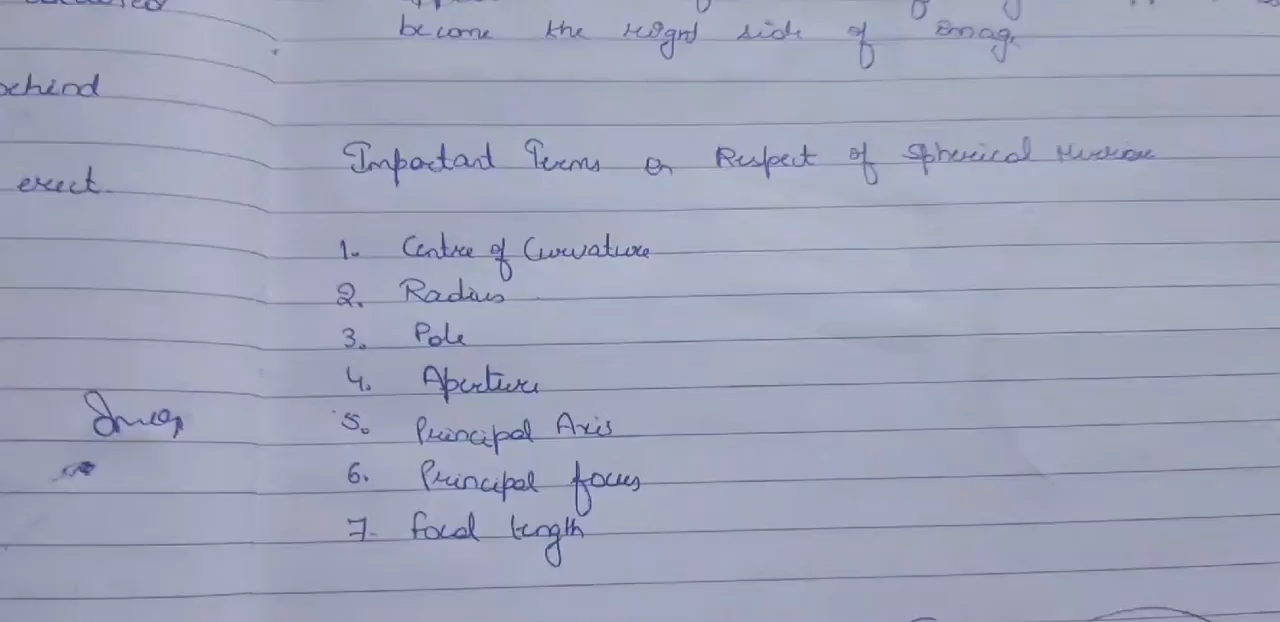 become the right side of image
behind
Important Terms in Respect of Spherical Mirror
erect.
1. Centre of Curvature
2. Radius
3. Pole
4. Aperture
5. Principal Axis
6. Principal focus
7. focal length